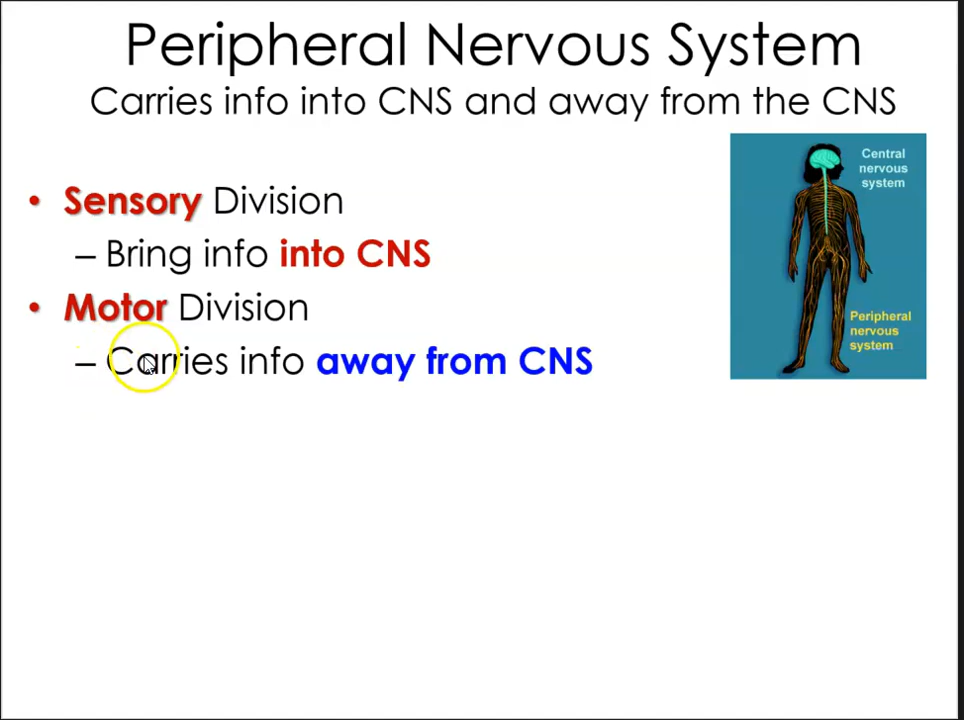 Peripheral Nervous System
Carries info into CNS and away from the CNS
• Sensory Division
– Bring info into CNS
• Motor Division
– Carries info away from CNS
Central
nervous
system
Peripheral
nervous
system